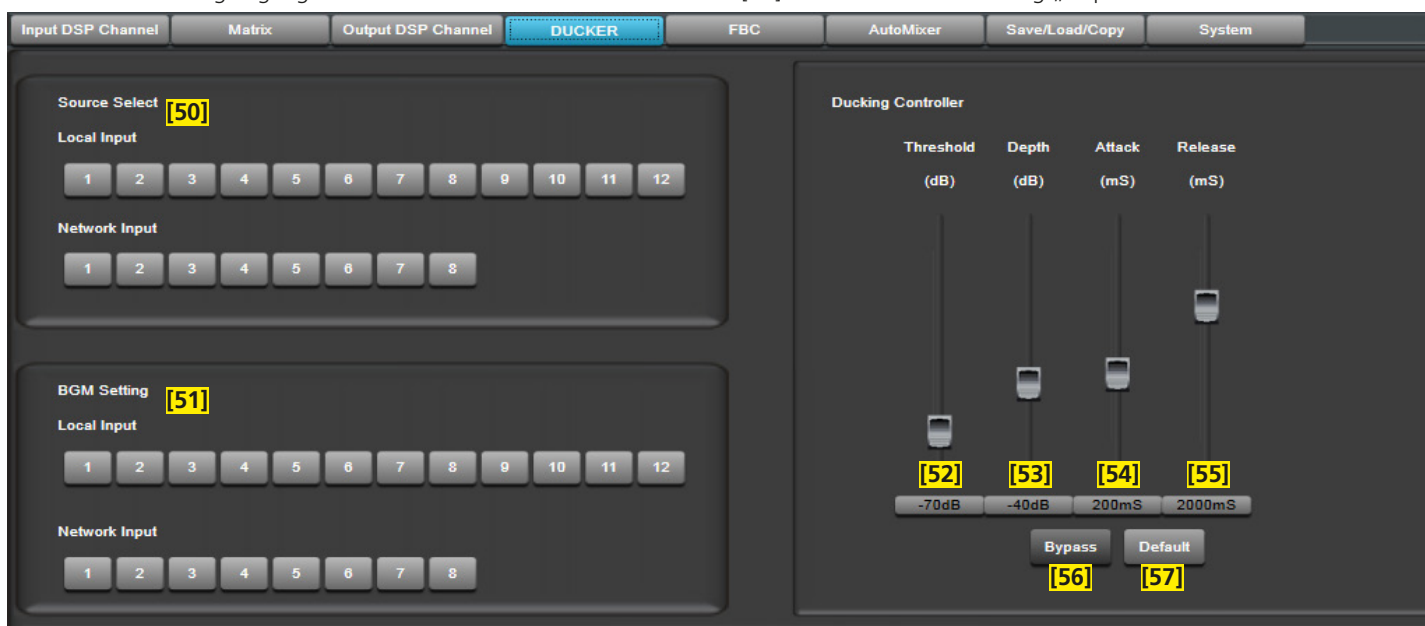 Input DSP Channel Matrix Output DSP Channel DUCKER FBC AutoMixer Save/Load/Copy System
Source Select [50]
Local Input
1 2 3 4 5 6 7 8 9 10 11 12
Network Input
1 2 3 4 5 6 7 8
BGM Setting [51]
Local Input
1 2 3 4 5 6 7 8 9 10 11 12
Network Input
1 2 3 4 5 6 7 8
Ducking Controller
Threshold Depth Attack Release
(dB) (dB) (mS) (mS)
[52] [53] [54] [55]
-70dB -40dB 200mS 2000mS
Bypass Default
[56] [57]